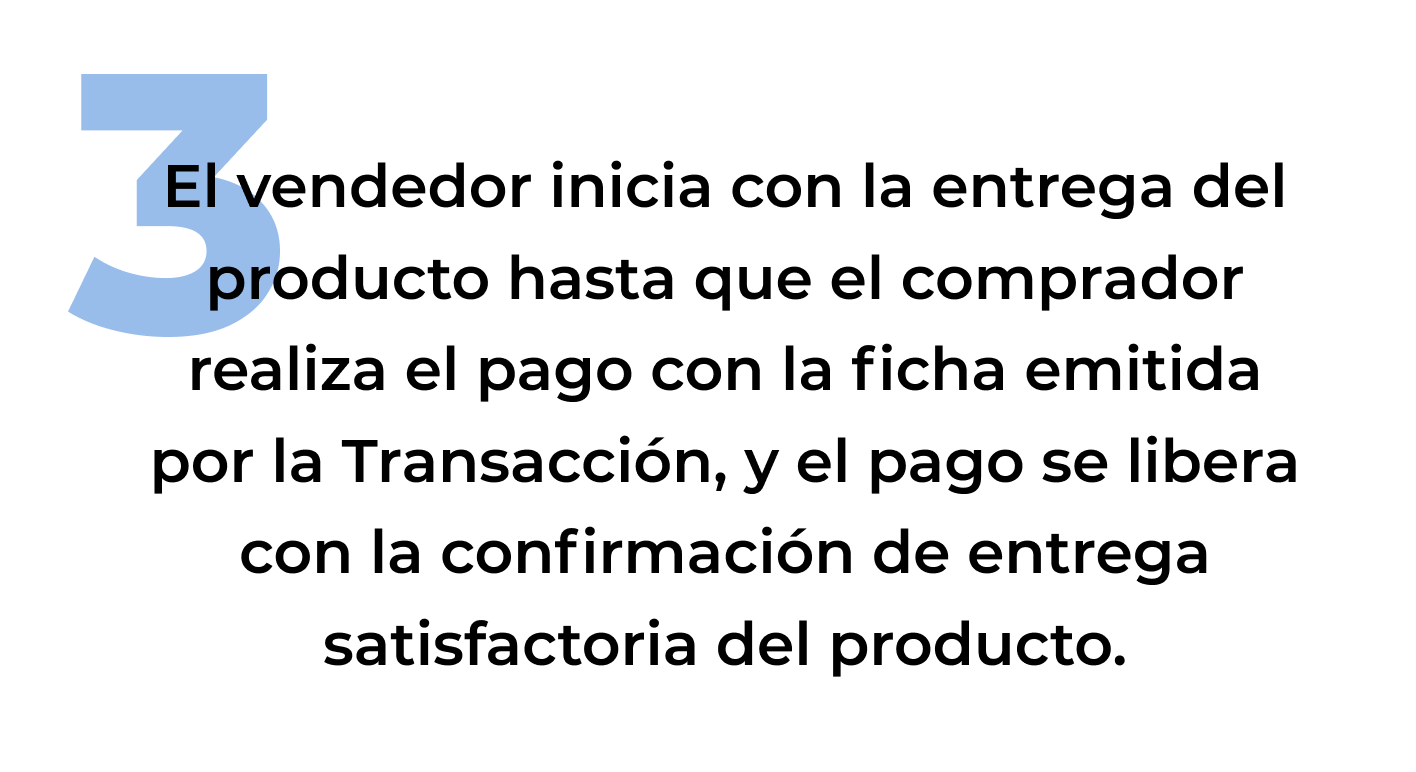 3
El vendedor inicia con la entrega del
producto hasta que el comprador
realiza el pago con la ficha emitida
por la Transacción, y el pago se libera
con la confirmación de entrega
satisfactoria del producto.